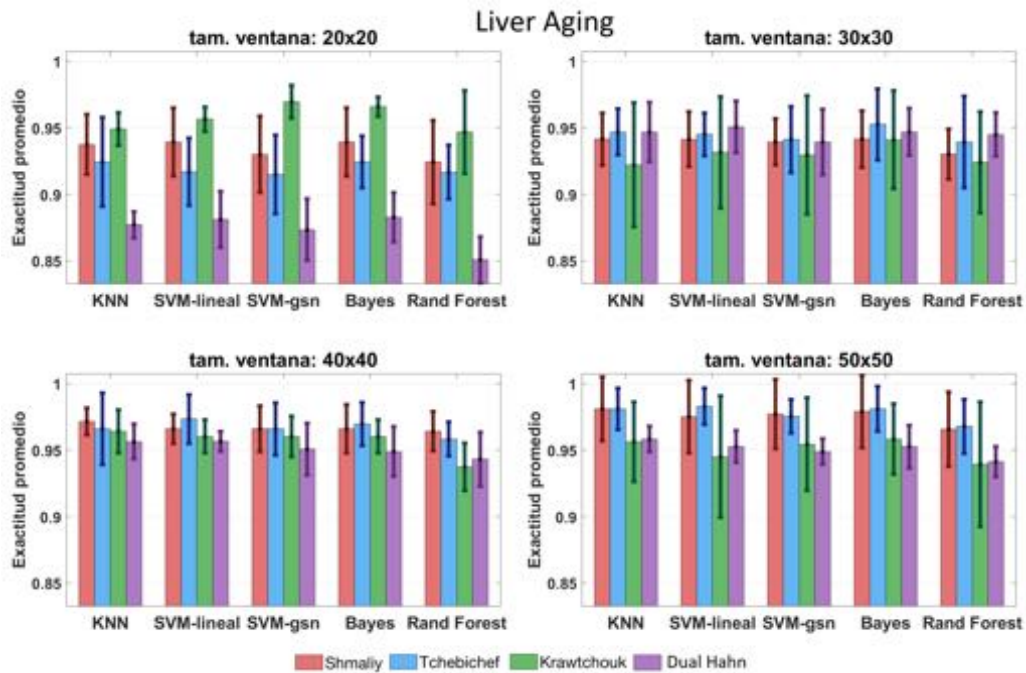 Liver Aging
tam. ventana: 20x20
Exactitud promedio
1
0.95
0.9
0.85
KNN SVM-lineal SVM-gsn Bayes Rand Forest
tam. ventana: 30x30
Exactitud promedio
1
0.95
0.9
0.85
KNN SVM-lineal SVM-gsn Bayes Rand Forest
tam. ventana: 40x40
Exactitud promedio
1
0.95
0.9
0.85
KNN SVM-lineal SVM-gsn Bayes Rand Forest
tam. ventana: 50x50
Exactitud promedio
1
0.95
0.9
0.85
KNN SVM-lineal SVM-gsn Bayes Rand Forest
Shmaliy Tchebichef Krawtchouk Dual Hahn